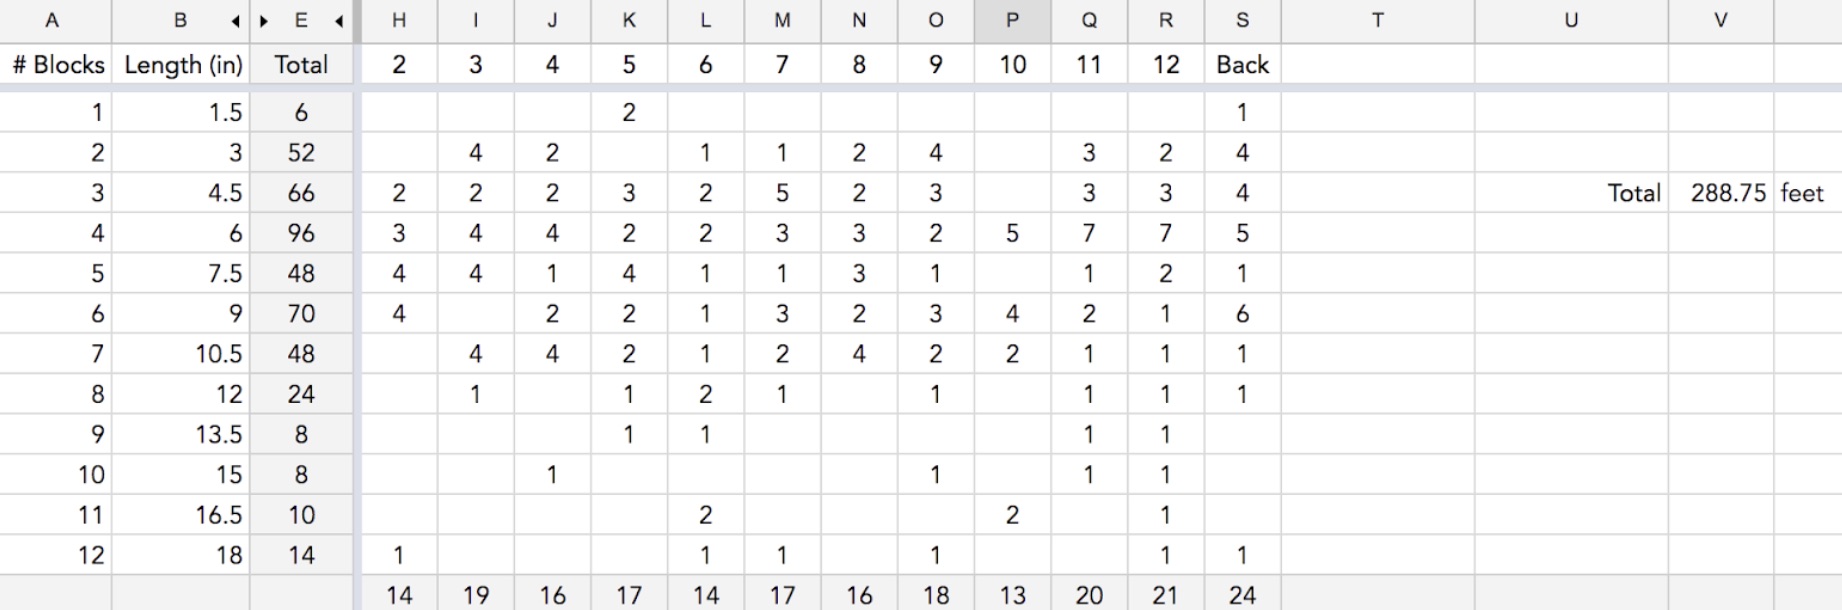 A B E H I J K L M N O P Q R S T U V
# Blocks Length (in) Total 2 3 4 5 6 7 8 9 10 11 12 Back
1 1.5 6 2 1
2 3 52 4 2 1 1 2 4 3 2 4
3 4.5 66 2 2 2 3 2 5 2 3 3 3 4 Total 288.75 feet
4 6 96 3 4 4 2 2 3 3 2 5 7 7 5
5 7.5 48 4 4 1 4 1 1 3 1 1 2 1
6 9 70 4 2 2 1 3 2 3 4 2 1 6
7 10.5 48 4 4 2 1 2 4 2 2 1 1 1
8 12 24 1 1 2 1 1 1 1 1
9 13.5 8 1 1 1 1
10 15 8 1 1 1 1
11 16.5 10 2 2 1
12 18 14 1 1 1 1 1 1
14 19 16 17 14 17 16 18 13 20 21 24